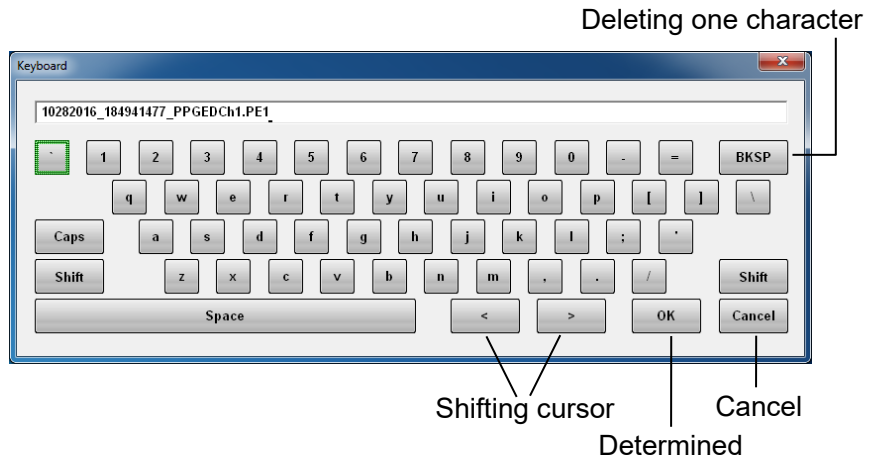 Deleting one character
Keyboard
10282016_184941477_PPGEDCh1.PE1
` 1 2 3 4 5 6 7 8 9 0 - = BKSP
q w e r t y u i o p [ ] \
Caps a s d f g h j k l ; '
Shift z x c v b n m , . / Shift
Space < > OK Cancel
Shifting cursor Cancel
Determined